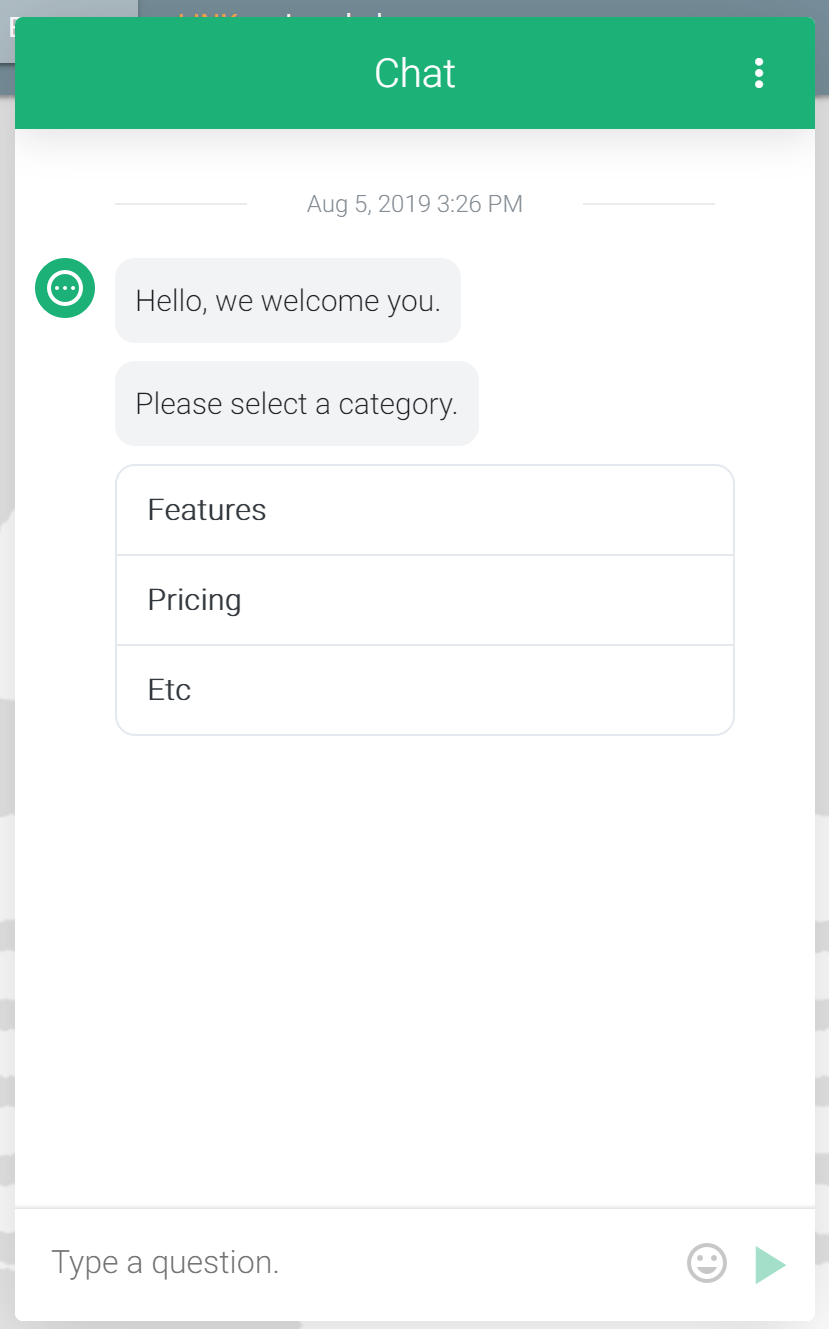 Chat
Aug 5, 2019 3:26 PM
Hello, we welcome you.
Please select a category.
Features
Pricing
Etc
Type a question.